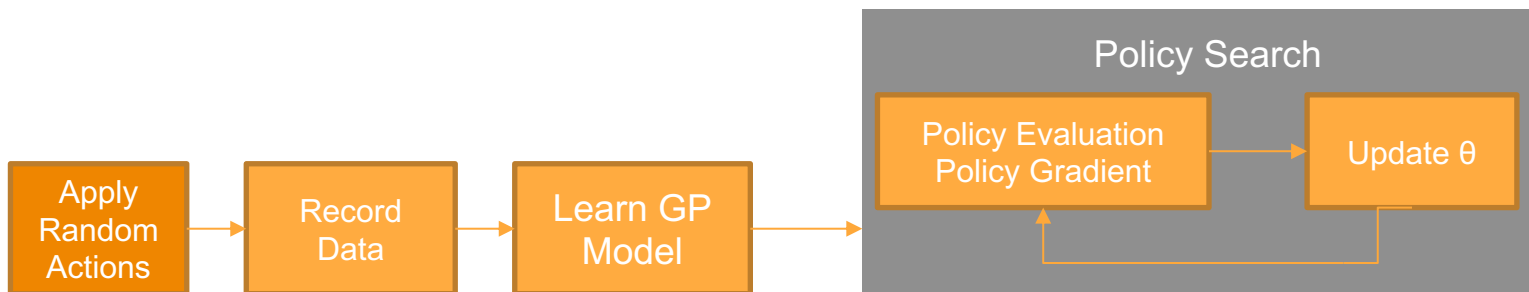 Policy Search
Policy Evaluation
Policy Gradient
Update θ
Apply
Random
Actions
Record
Data
Learn GP
Model